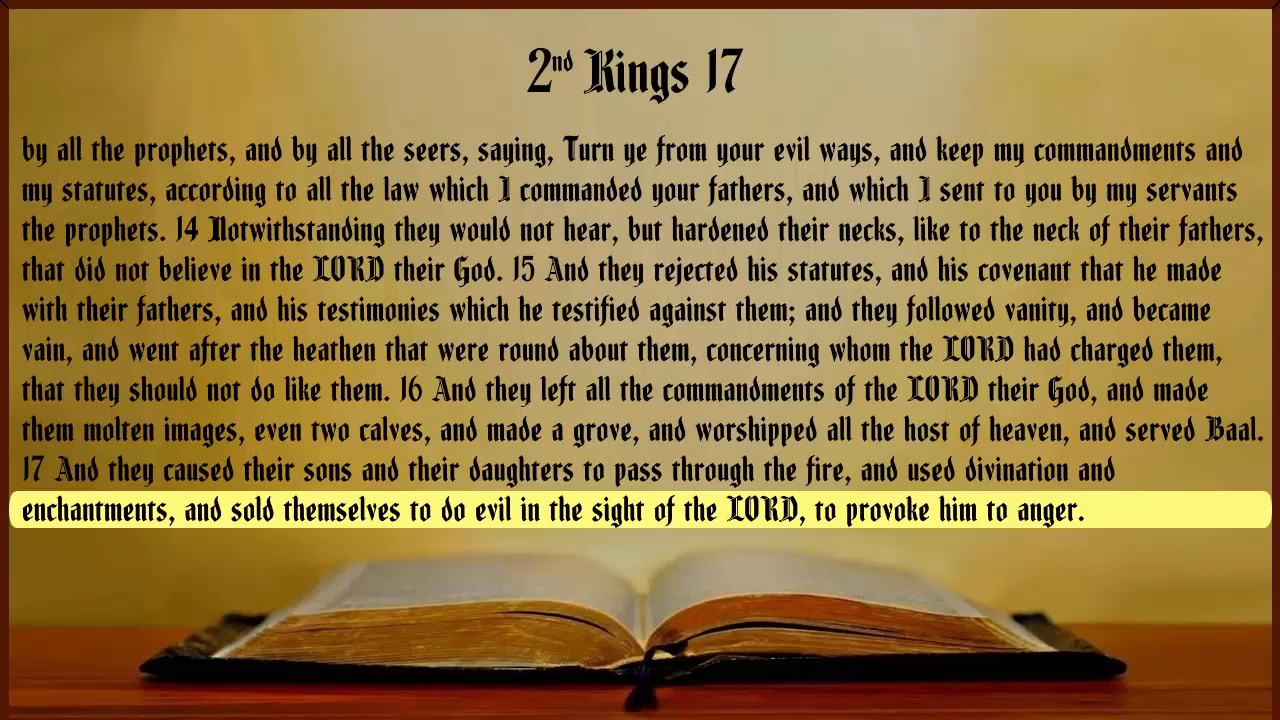 2nd Kings 17
by all the prophets, and by all the seers, saying, Turn ye from your evil ways, and keep my commandments and
my statutes, according to all the law which I commanded your fathers, and which I sent to you by my servants
the prophets. 14 Notwithstanding they would not hear, but hardened their necks, like to the neck of their fathers,
that did not believe in the LORD their God. 15 And they rejected his statutes, and his covenant that he made
with their fathers, and his testimonies which he testified against them; and they followed vanity, and became
vain, and went after the heathen that were round about them, concerning whom the LORD had charged them,
that they should not do like them. 16 And they left all the commandments of the LORD their God, and made
them molten images, even two calves, and made a grove, and worshipped all the host of heaven, and served Baal.
17 And they caused their sons and their daughters to pass through the fire, and used divination and
enchantments, and sold themselves to do evil in the sight of the LORD, to provoke him to anger.